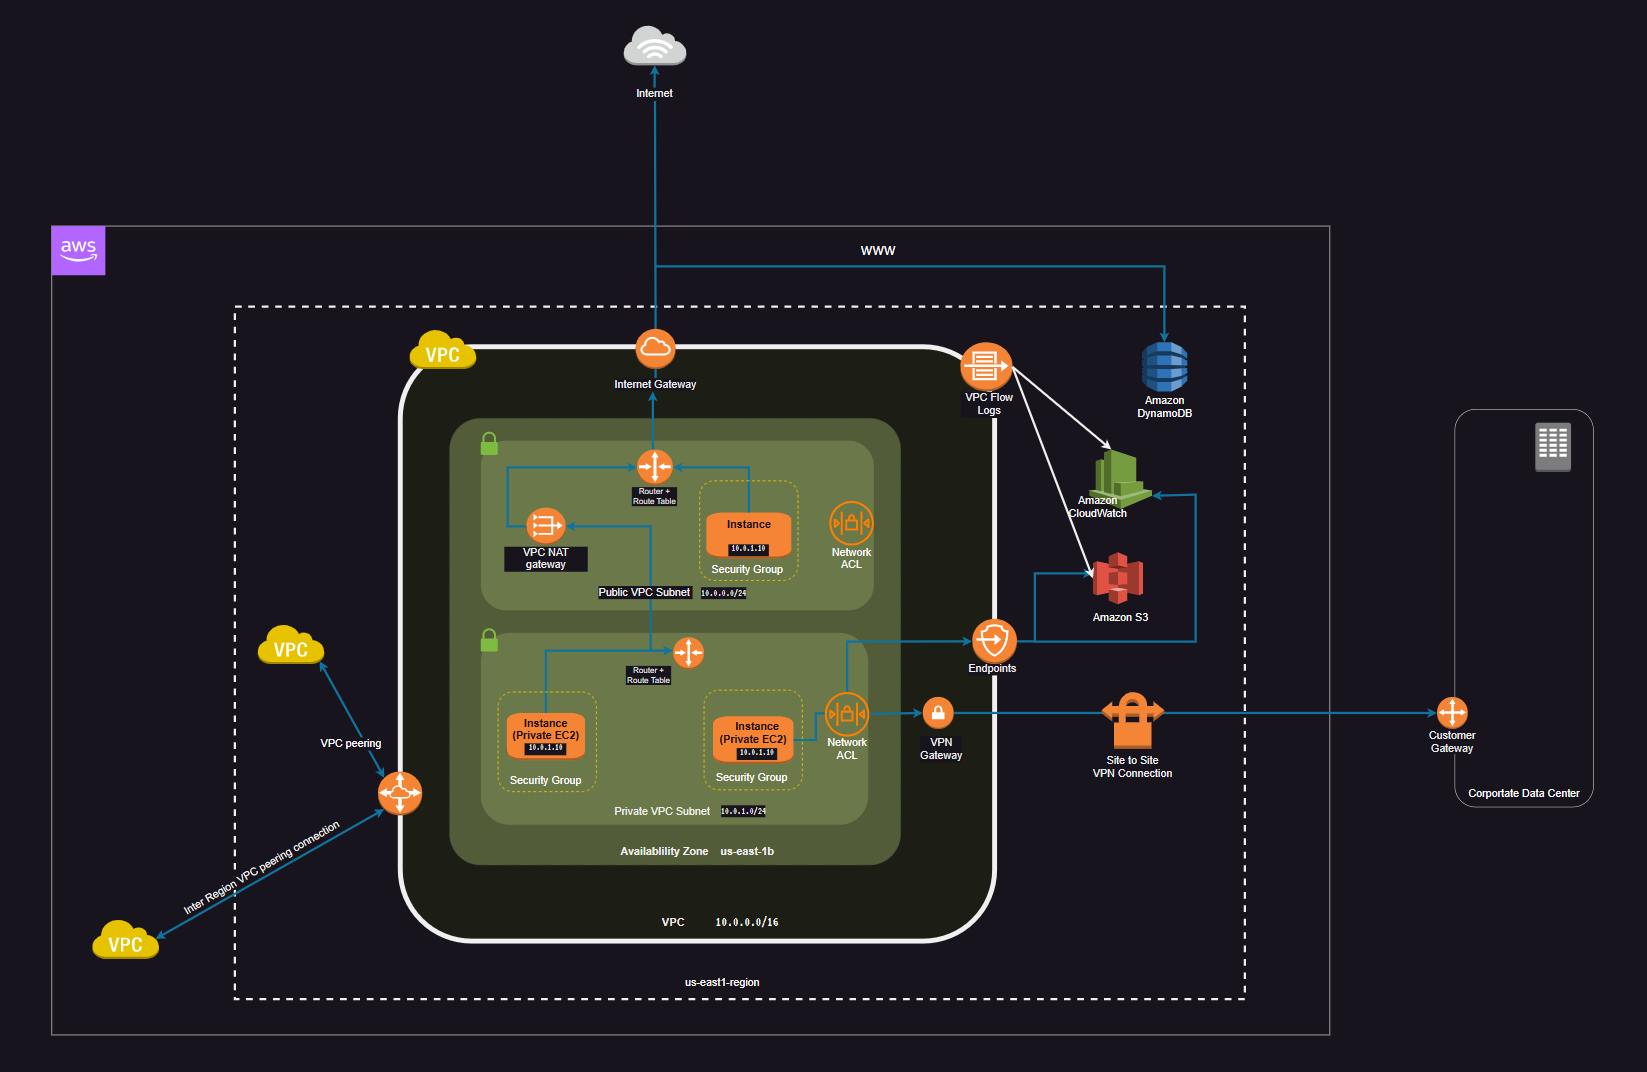 Internet
aws
WWW
VPC
Internet Gateway
VPC Flow
Logs
Amazon
DynamoDB
Router +
Route Table
Amazon
CloudWatch
Instance
10.0.1.10
Security Group
Network
ACL
VPC NAT
gateway
Public VPC Subnet 10.0.0.0/24
Amazon S3
VPC
Router +
Route Table
Endpoints
Instance
(Private EC2)
10.0.1.10
Security Group
Instance
(Private EC2)
10.0.1.10
Security Group
Network
ACL
VPN
Gateway
Site to Site
VPN Connection
Customer
Gateway
VPC peering
Corportate Data Center
Private VPC Subnet 10.0.1.0/24
Availablility Zone us-east-1b
Inter Region VPC peering connection
VPC
VPC 10.0.0.0/16
us-east1-region